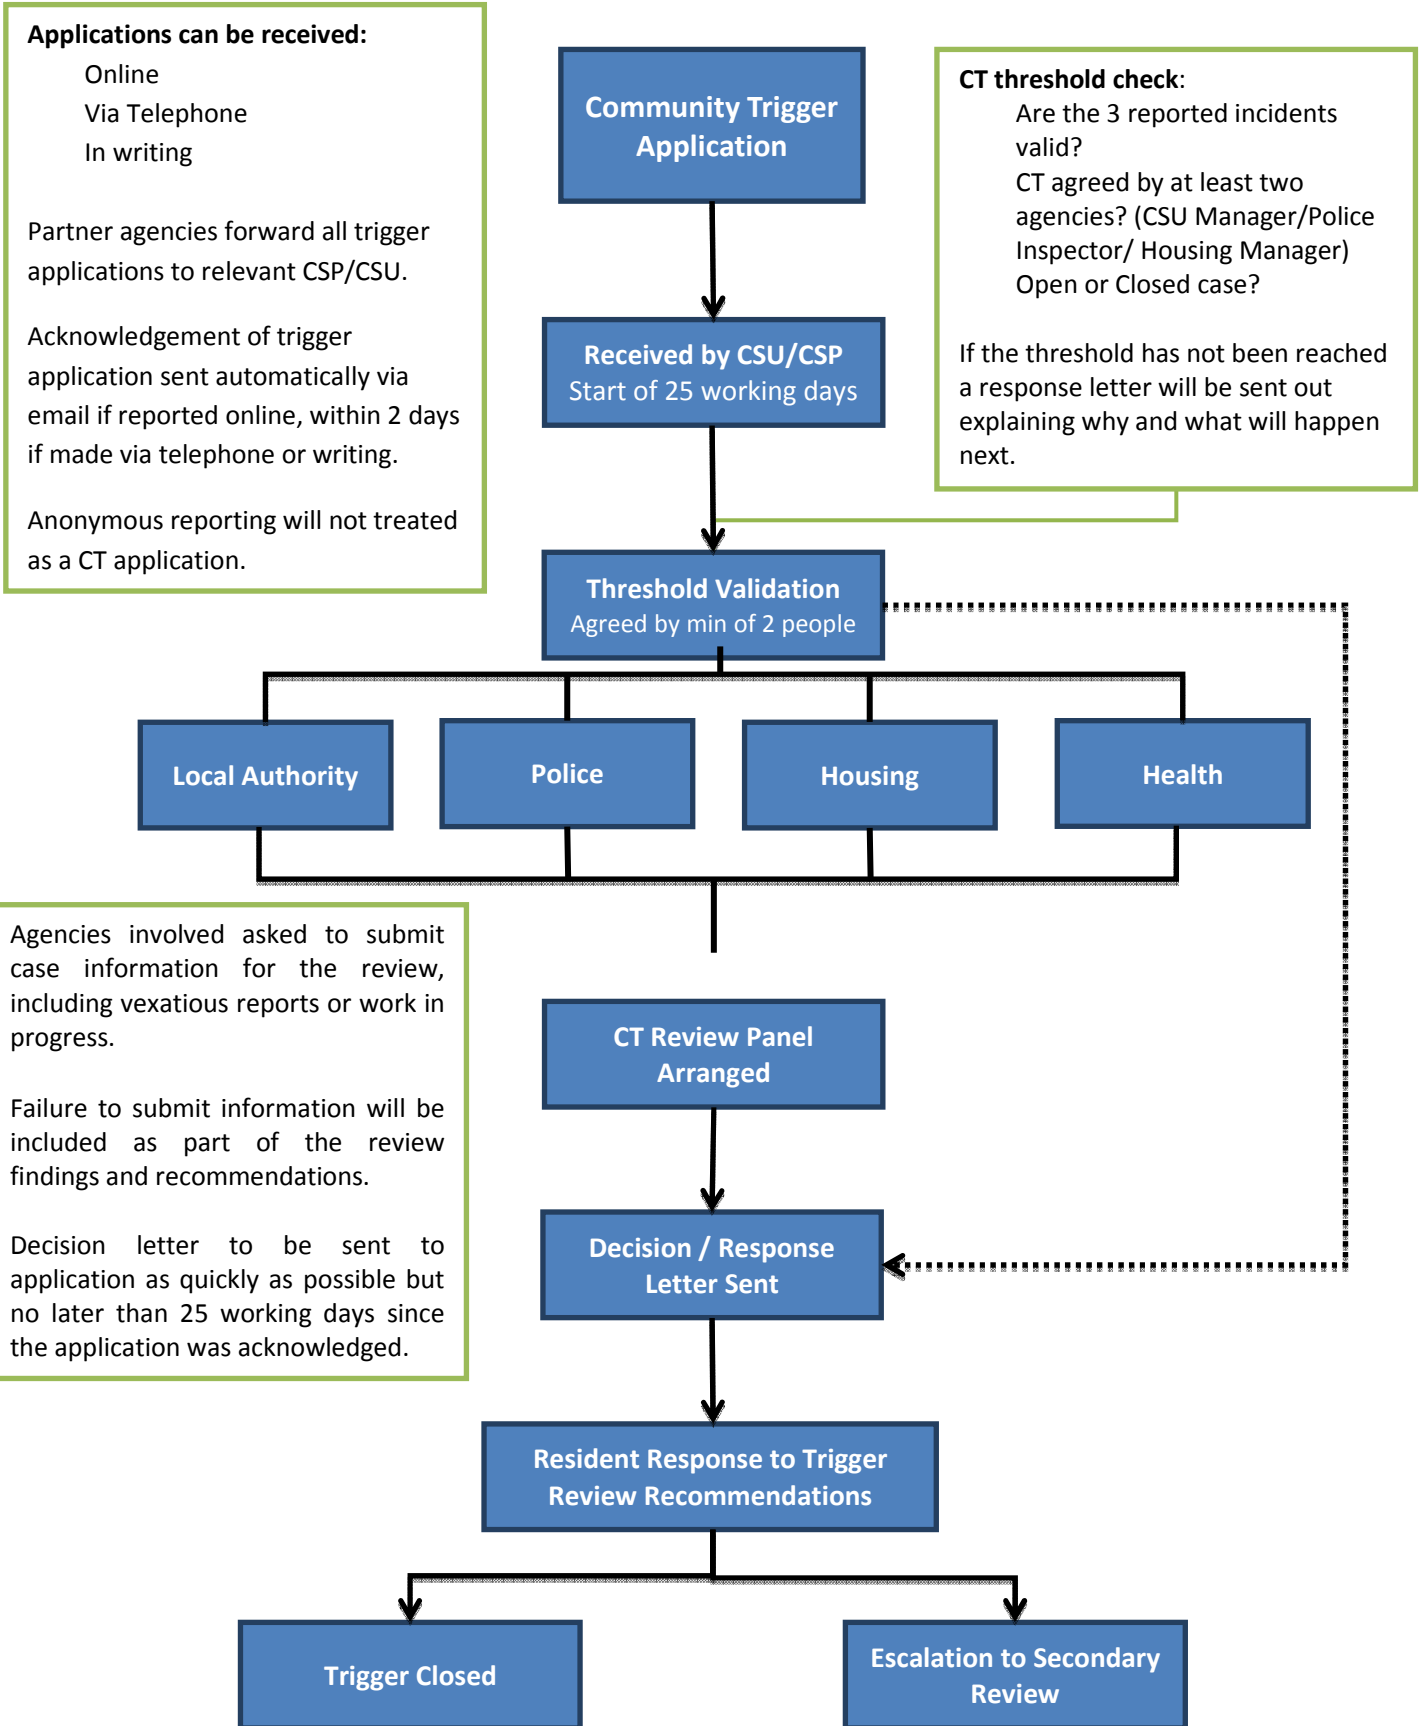 Applications can be received:
Online
Via Telephone
In writing
Partner agencies forward all trigger
applications to relevant CSP/CSU.
Acknowledgement of trigger
application sent automatically via
email if reported online, within 2 days
if made via telephone or writing.
Anonymous reporting will not treated
as a CT application.
Community Trigger
Application
CT threshold check:
Are the 3 reported incidents
valid?
CT agreed by at least two
agencies? (CSU Manager/Police
Inspector/ Housing Manager)
Open or Closed case?
If the threshold has not been reached
a response letter will be sent out
explaining why and what will happen
next.
Received by CSU/CSP
Start of 25 working days
Threshold Validation
Agreed by min of 2 people
Local Authority
Police
Housing
Health
Agencies involved asked to submit
case information for the review,
including vexatious reports or work in
progress.
Failure to submit information will be
included as part of the review
findings and recommendations.
Decision letter to be sent to
application as quickly as possible but
no later than 25 working days since
the application was acknowledged.
CT Review Panel
Arranged
Decision / Response
Letter Sent
Resident Response to Trigger
Review Recommendations
Trigger Closed
Escalation to Secondary
Review